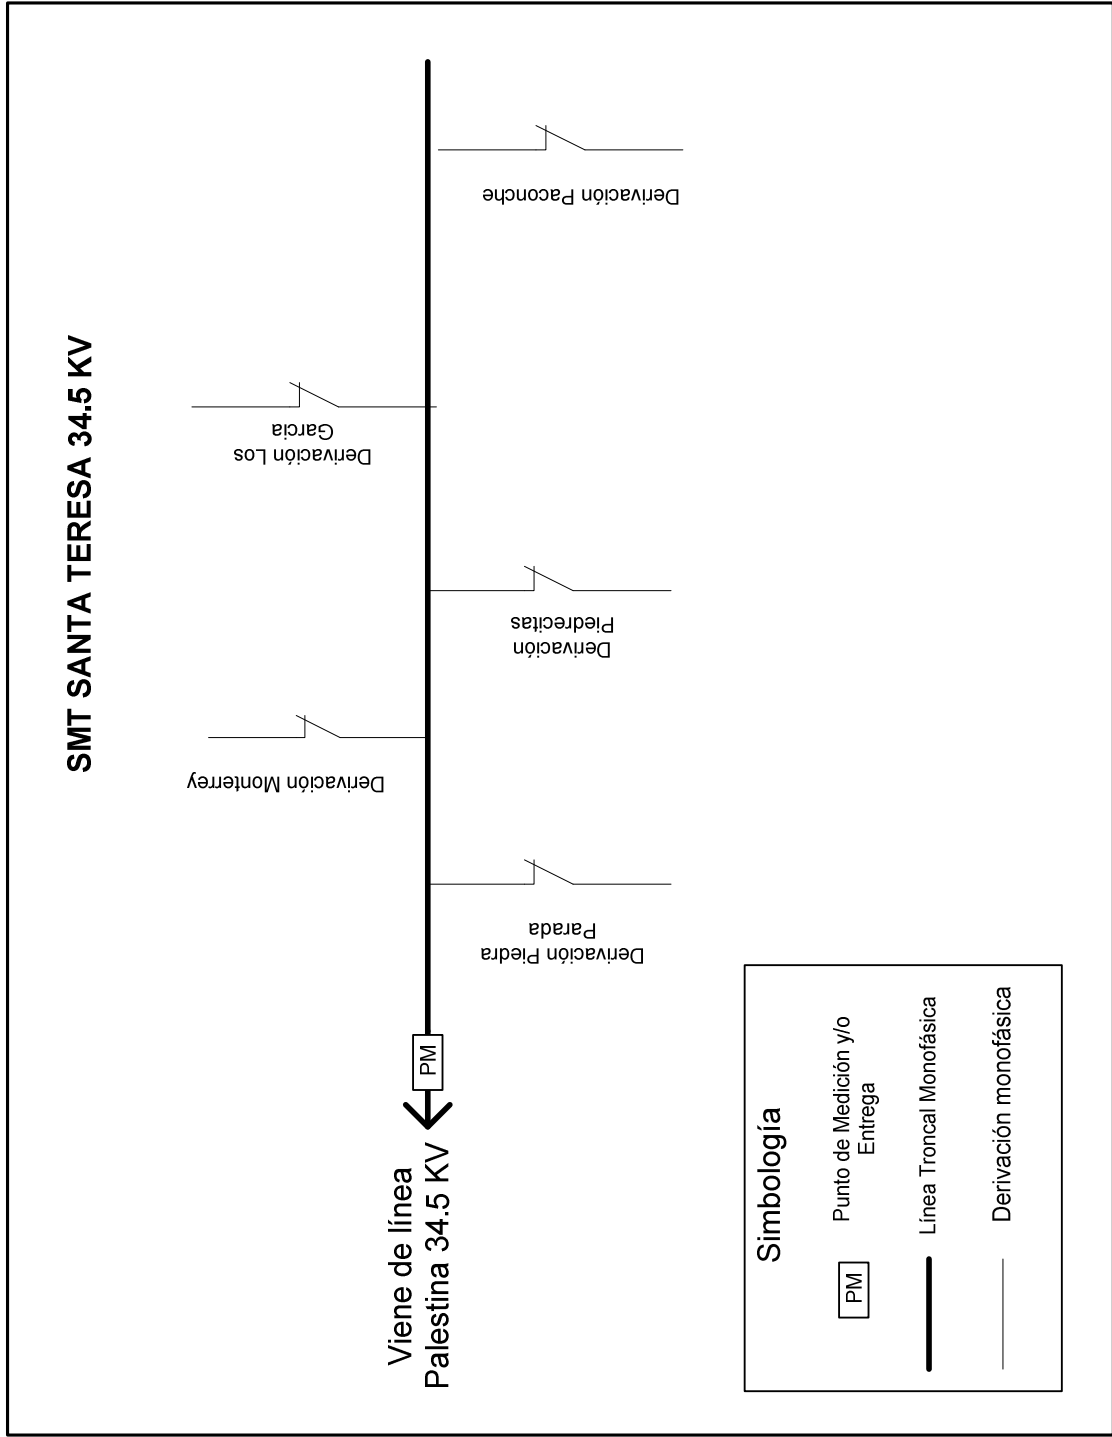 SMT SANTA TERESA 34.5 KV
Viene de línea
Palestina 34.5 KV
PM
Derivación Piedra
Parada
Derivación Monterrey
Derivación
Piedrecitas
Derivación Los
Garcia
Derivación Paconche
Simbología
PM
Punto de Medición y/o
Entrega
Línea Troncal Monofásica
Derivación monofásica